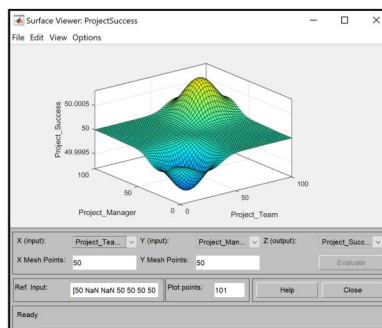 Surface Viewer: ProjectSuccess
File Edit View Options
50.0005
50
49.9995
Project_Success
100
50
0
Project_Manager
0
50
100
Project_Team
X (input): Project_Tea... Y (input): Project_Man... Z (output): Project_Succ...
X Mesh Points: 50 Y Mesh Points: 50 Evaluate
Ref. Input: [50 NaN NaN 50 50 50 50 Plot points: 101 Help Close
Ready